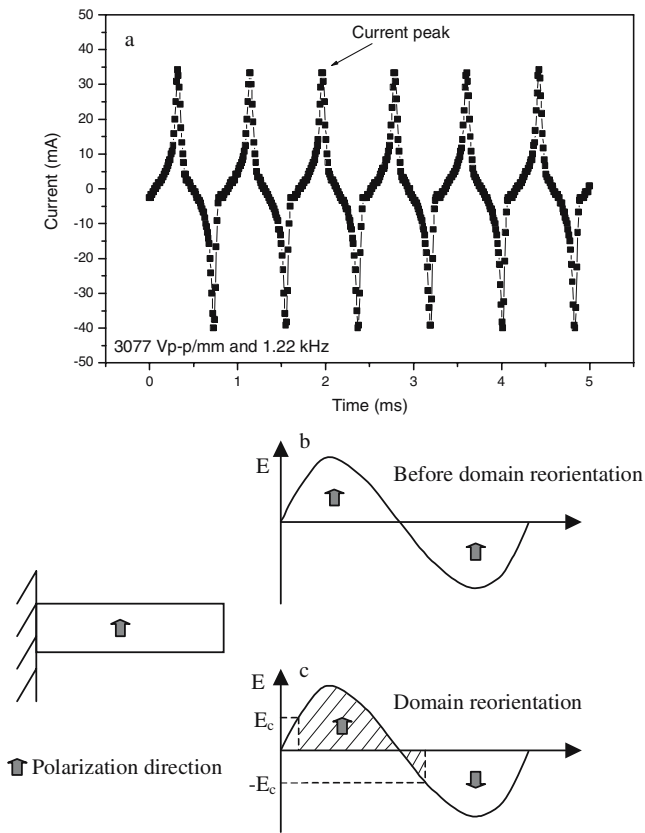 a
Current peak
50
40
30
20
10
0
-10
-20
-30
-40
-50
Current (mA)
3077 Vp-p/mm and 1.22 kHz
0 1 2 3 4 5
Time (ms)
b
E
Before domain reorientation
c
E
Domain reorientation
Ec
-Ec
Polarization direction